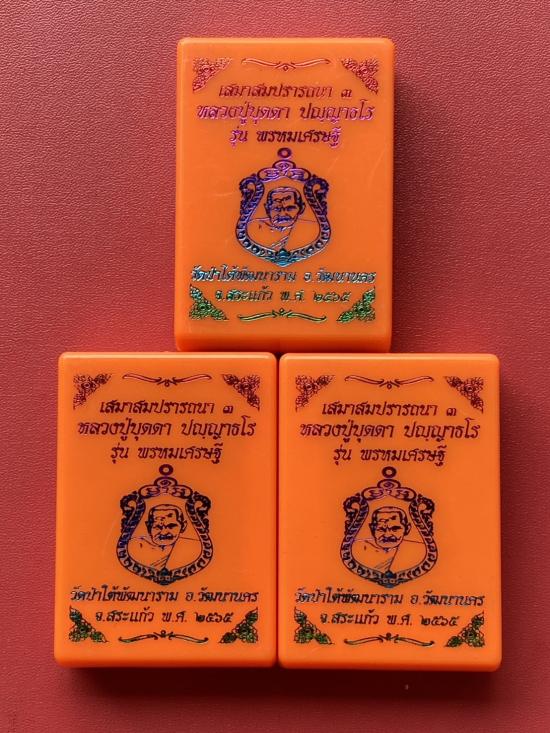 เสมาสมปรารถนา ๓
หลวงปู่บุดดา ปญฺญาธโร
รุ่น พรหมเศรษฐี
วัดป่าใต้พัฒนาราม อ.วัฒนานคร
จ.สระแก้ว พ.ศ. ๒๕๖๕
เสมาสมปรารถนา ๓
หลวงปู่บุดดา ปญฺญาธโร
รุ่น พรหมเศรษฐี
วัดป่าใต้พัฒนาราม อ.วัฒนานคร
จ.สระแก้ว พ.ศ. ๒๕๖๕
เสมาสมปรารถนา ๓
หลวงปู่บุดดา ปญฺญาธโร
รุ่น พรหมเศรษฐี
วัดป่าใต้พัฒนาราม อ.วัฒนานคร
จ.สระแก้ว พ.ศ. ๒๕๖๕